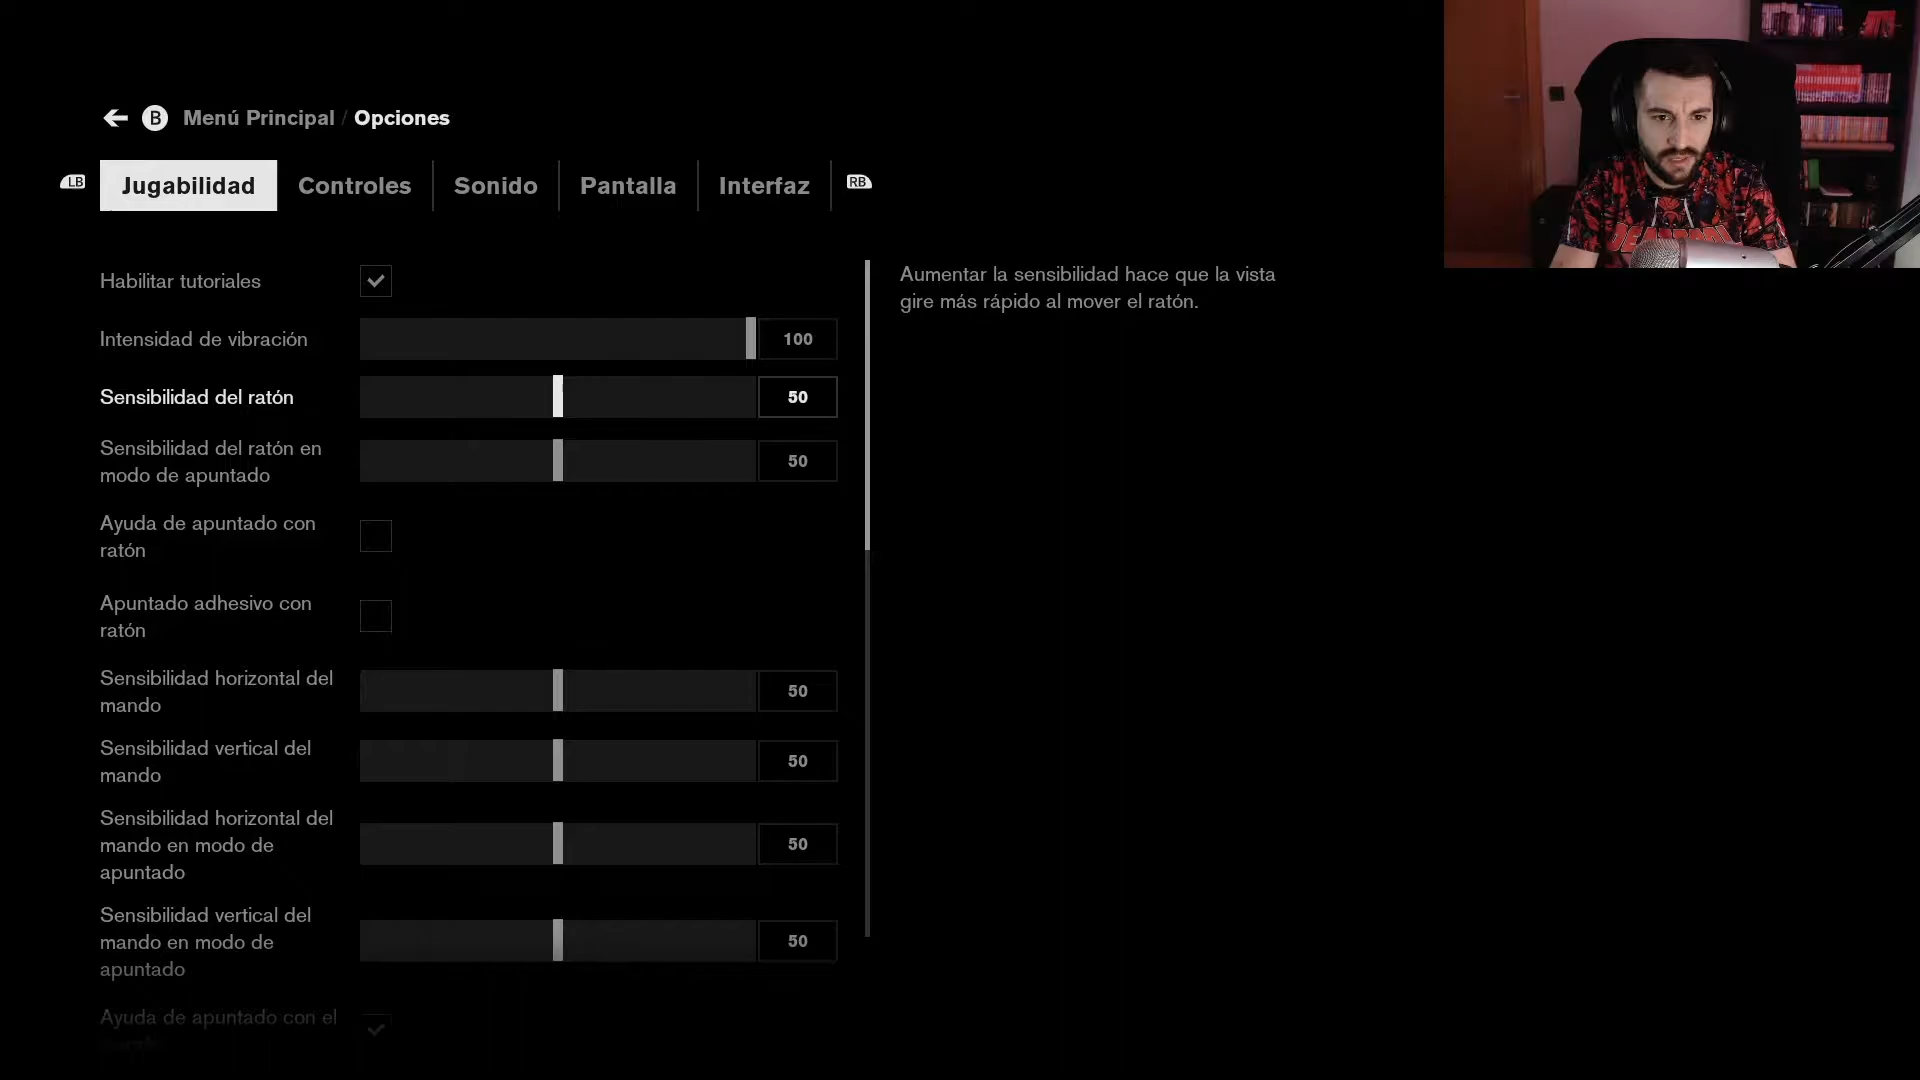 B Menú Principal / Opciones
LB Jugabilidad Controles Sonido Pantalla Interfaz RB
Habilitar tutoriales
Intensidad de vibración 100
Sensibilidad del ratón 50
Sensibilidad del ratón en
modo de apuntado 50
Ayuda de apuntado con
ratón
Apuntado adhesivo con
ratón
Sensibilidad horizontal del
mando 50
Sensibilidad vertical del
mando 50
Sensibilidad horizontal del
mando en modo de
apuntado 50
Sensibilidad vertical del
mando en modo de
apuntado 50
Ayuda de apuntado con el
Aumentar la sensibilidad hace que la vista
gire más rápido al mover el ratón.
DEADPOOL